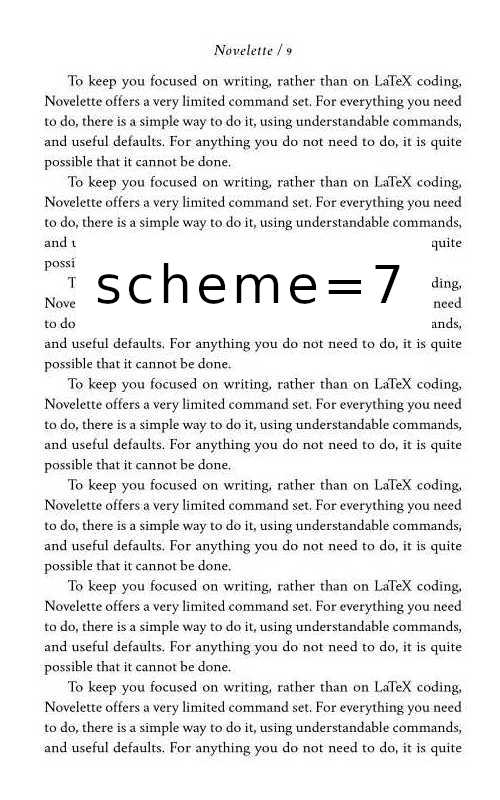 Novelette / 9
To keep you focused on writing, rather than on LaTeX coding,
Novelette offers a very limited command set. For everything you need
to do, there is a simple way to do it, using understandable commands,
and useful defaults. For anything you do not need to do, it is quite
possible that it cannot be done.
To keep you focused on writing, rather than on LaTeX coding,
Novelette offers a very limited command set. For everything you need
to do, there is a simple way to do it, using understandable commands,
and quite
possi
scheme=7
T ding,
Nove need
to do ands,
and useful defaults. For anything you do not need to do, it is quite
possible that it cannot be done.
To keep you focused on writing, rather than on LaTeX coding,
Novelette offers a very limited command set. For everything you need
to do, there is a simple way to do it, using understandable commands,
and useful defaults. For anything you do not need to do, it is quite
possible that it cannot be done.
To keep you focused on writing, rather than on LaTeX coding,
Novelette offers a very limited command set. For everything you need
to do, there is a simple way to do it, using understandable commands,
and useful defaults. For anything you do not need to do, it is quite
possible that it cannot be done.
To keep you focused on writing, rather than on LaTeX coding,
Novelette offers a very limited command set. For everything you need
to do, there is a simple way to do it, using understandable commands,
and useful defaults. For anything you do not need to do, it is quite
possible that it cannot be done.
To keep you focused on writing, rather than on LaTeX coding,
Novelette offers a very limited command set. For everything you need
to do, there is a simple way to do it, using understandable commands,
and useful defaults. For anything you do not need to do, it is quite